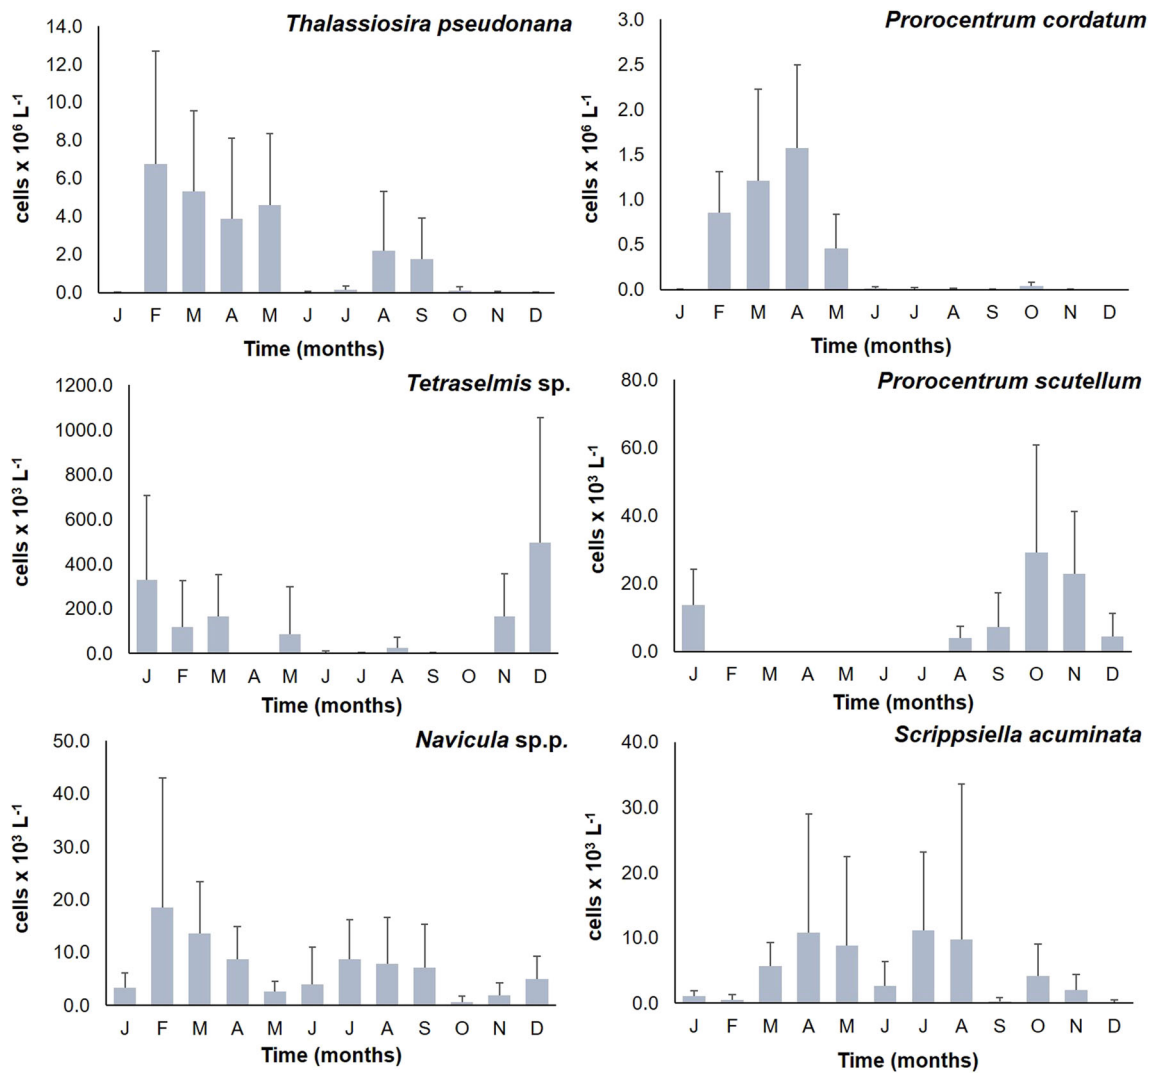 Thalassiosira pseudonana
cells x 10⁶ L⁻¹
14.0
12.0
10.0
8.0
6.0
4.0
2.0
0.0
J F M A M J J A S O N D
Time (months)
Prorocentrum cordatum
cells x 10⁶ L⁻¹
3.0
2.5
2.0
1.5
1.0
0.5
0.0
J F M A M J J A S O N D
Time (months)
Tetraselmis sp.
cells x 10³ L⁻¹
1200.0
1000.0
800.0
600.0
400.0
200.0
0.0
J F M A M J J A S O N D
Time (months)
Prorocentrum scutellum
cells x 10³ L⁻¹
80.0
60.0
40.0
20.0
0.0
J F M A M J J A S O N D
Time (months)
Navicula sp.p.
cells x 10³ L⁻¹
50.0
40.0
30.0
20.0
10.0
0.0
J F M A M J J A S O N D
Time (months)
Scrippsiella acuminata
cells x 10³ L⁻¹
40.0
30.0
20.0
10.0
0.0
J F M A M J J A S O N D
Time (months)